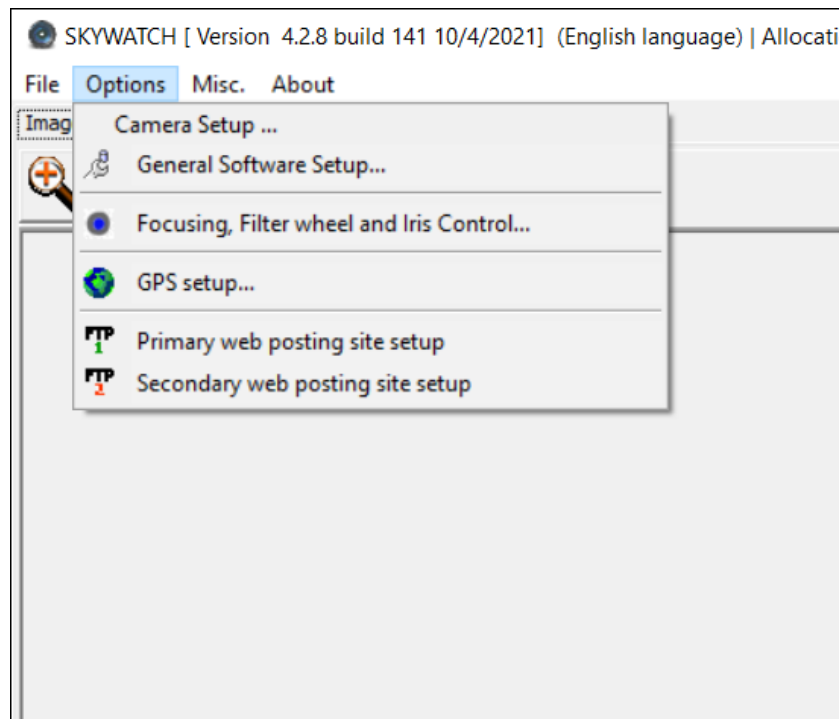 SKYWATCH [ Version 4.2.8 build 141 10/4/2021] (English language) | Allocati
File Options Misc. About
Imag
Camera Setup ...
General Software Setup...
Focusing, Filter wheel and Iris Control...
GPS setup...
FTP 1 Primary web posting site setup
FTP 2 Secondary web posting site setup